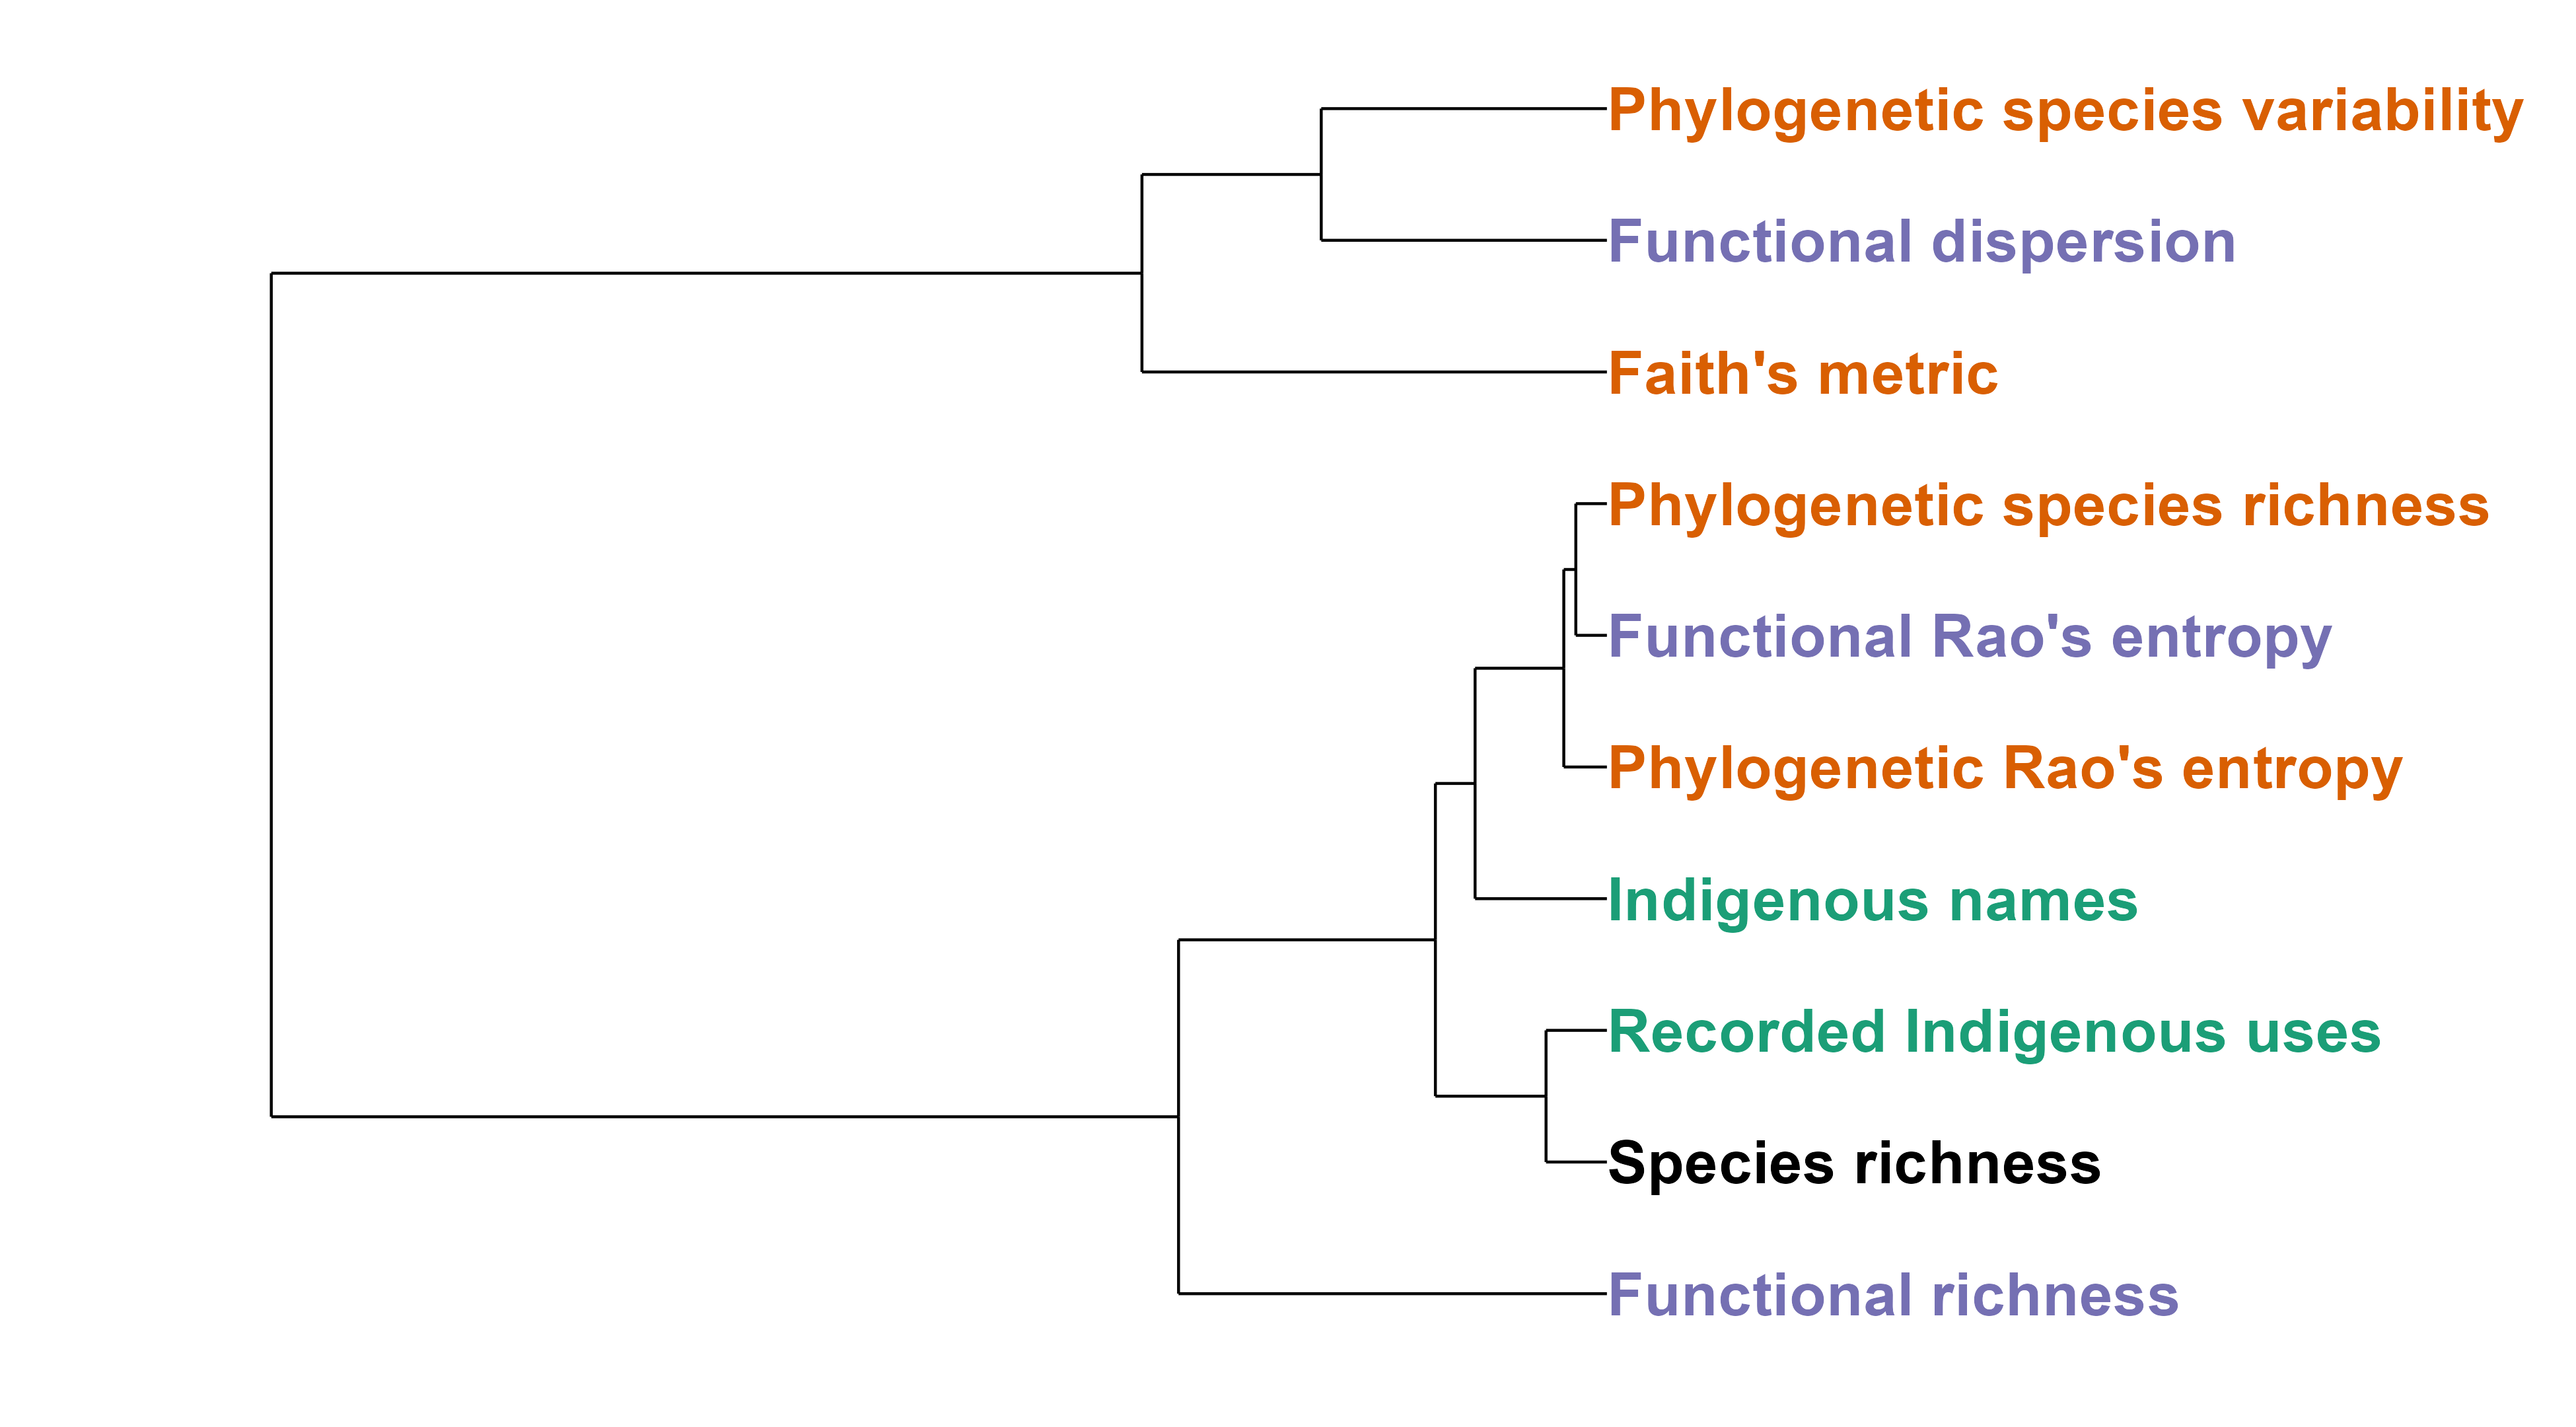 Phylogenetic species variability
Functional dispersion
Faith's metric
Phylogenetic species richness
Functional Rao's entropy
Phylogenetic Rao's entropy
Indigenous names
Recorded Indigenous uses
Species richness
Functional richness